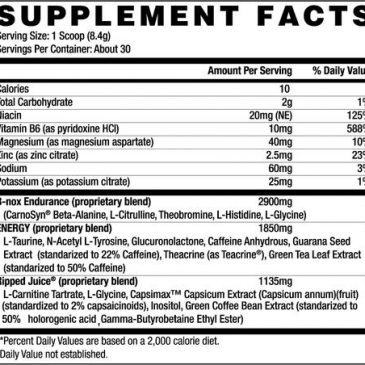 SUPPLEMENT FACTS
Serving Size: 1 Scoop (8.4g)
Servings Per Container: About 30
Amount Per Serving % Daily Valu
Calories 10
Total Carbohydrate 2g 1%
Niacin 20mg (NE) 125%
Vitamin B6 (as pyridoxine HCl) 10mg 588%
Magnesium (as magnesium aspartate) 40mg 10%
Zinc (as zinc citrate) 2.5mg 23%
Sodium 60mg 3%
Potassium (as potassium citrate) 25mg 1%
B-nox Endurance (proprietary blend) 2900mg
(CarnoSyn® Beta-Alanine, L-Citrulline, Theobromine, L-Histidine, L-Glycine)
ENERGY (proprietary blend) 1850mg
L-Taurine, N-Acetyl L-Tyrosine, Glucuronolactone, Caffeine Anhydrous, Guarana Seed
Extract (standarized to 22% Caffeine), Theacrine (as Teacrine®), Green Tea Leaf Extract
(standardized to 50% Caffeine)
Ripped Juice® (proprietary blend) 1135mg
L-Carnitine Tartrate, L-Glycine, Capsimax™ Capsicum Extract (Capsicum annum)(fruit)
(standardized to 2% capsaicinoids), Inositol, Green Coffee Bean Extract (standarized to
50% holorogenic acid, Gamma-Butyrobetaine Ethyl Ester)
*Percent Daily Values are based on a 2,000 calorie diet.
Daily Value not established.